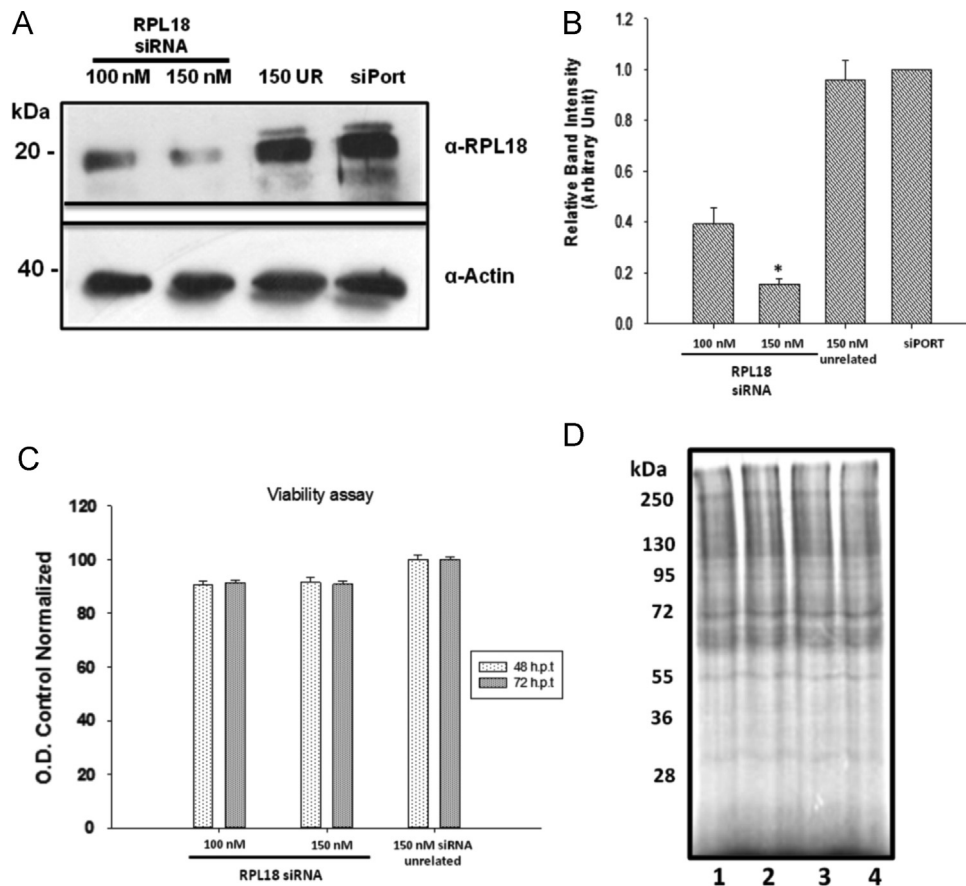 A
RPL18
siRNA
100 nM 150 nM 150 UR siPort
kDa
20 - α-RPL18
40 - α-Actin
B
Relative Band Intensity
(Arbitrary Unit)
1.2
1.0
0.8
0.6
0.4
0.2
0.0
*
100 nM 150 nM 150 nM siPORT
unrelated
RPL18
siRNA
C
Viability assay
O.D. Control Normalized
120
100
80
60
40
20
0
48 h.p.t
72 h.p.t
100 nM 150 nM 150 nM siRNA
unrelated
RPL18 siRNA
D
kDa
250
130
95
72
55
36
28
1 2 3 4